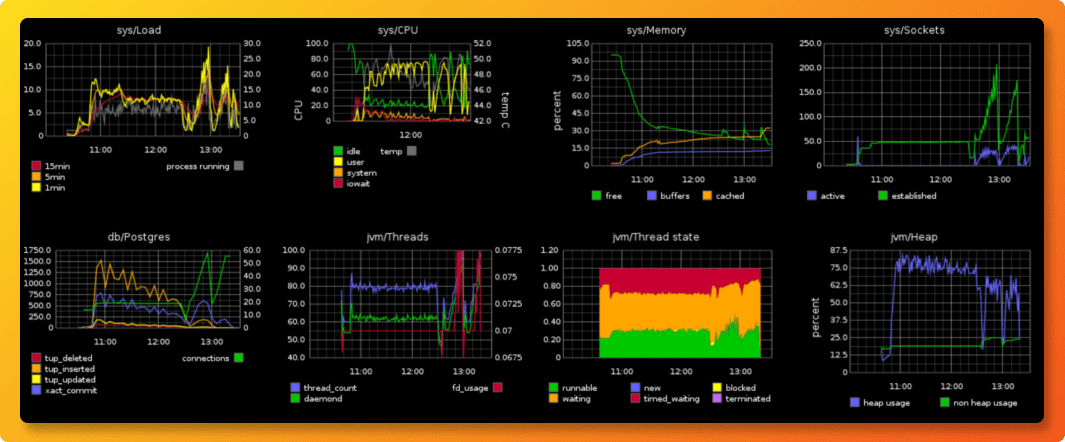 sys/Load
20.0 30.0
15.0 25.0
20.0
10.0 15.0
5.0 10.0
5.0
0 0
11:00 12:00 13:00
15min process running
5min
1min
sys/CPU
100.0 52.0
80.0 50.0
60.0 48.0
40.0 46.0
20.0 44.0
0 42.0
CPU
temp C
12:00
idle temp
user
system
iowait
sys/Memory
105.0
90.0
75.0
60.0
45.0
30.0
15.0
0
percent
11:00 12:00 13:00
free buffers cached
sys/Sockets
250.0
200.0
150.0
100.0
50.0
0
11:00 12:00 13:00
active established
db/Postgres
1750.0 60.0
1500.0 50.0
1250.0
1000.0 40.0
750.0 30.0
500.0 20.0
250.0 10.0
0 0
11:00 12:00 13:00
tup_deleted connections
tup_inserted
tup_updated
xact_commit
jvm/Threads
100.0 0.0775
90.0 0.075
80.0
70.0 0.0725
60.0 0.07
50.0
40.0 0.0675
11:00 12:00 13:00
thread_count fd_usage
daemond
jvm/Thread state
1.20
1.00
0.80
0.60
0.40
0.20
0
11:00 12:00 13:00
runnable new blocked
waiting timed_waiting terminated
jvm/Heap
87.5
75.0
62.5
50.0
37.5
25.0
12.5
0
percent
11:00 12:00 13:00
heap usage non heap usage